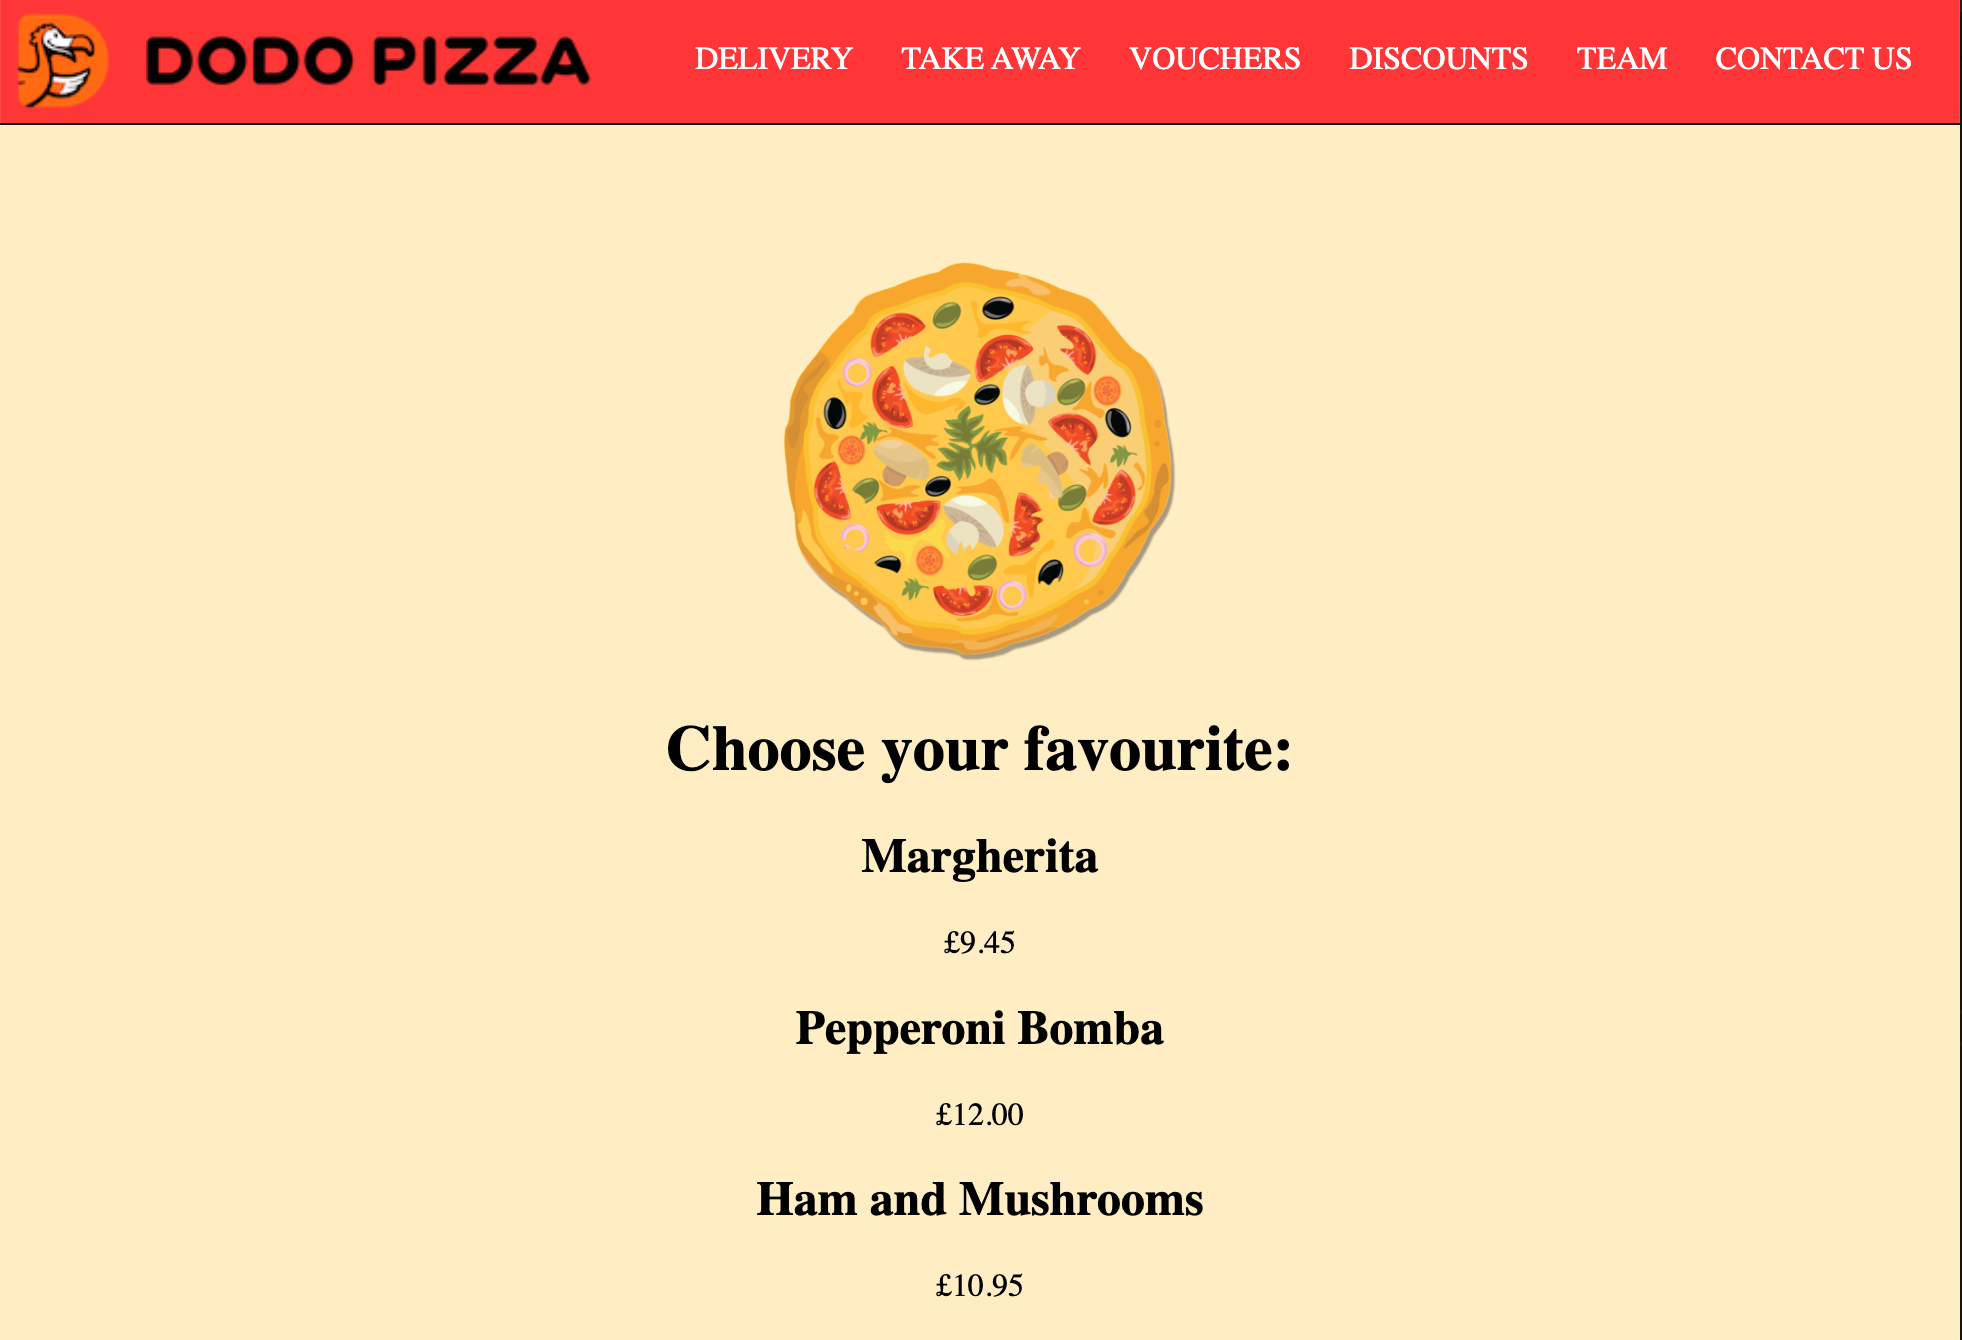 DODO PIZZA
DELIVERY TAKE AWAY VOUCHERS DISCOUNTS TEAM CONTACT US
Choose your favourite:
Margherita
£9.45
Pepperoni Bomba
£12.00
Ham and Mushrooms
£10.95